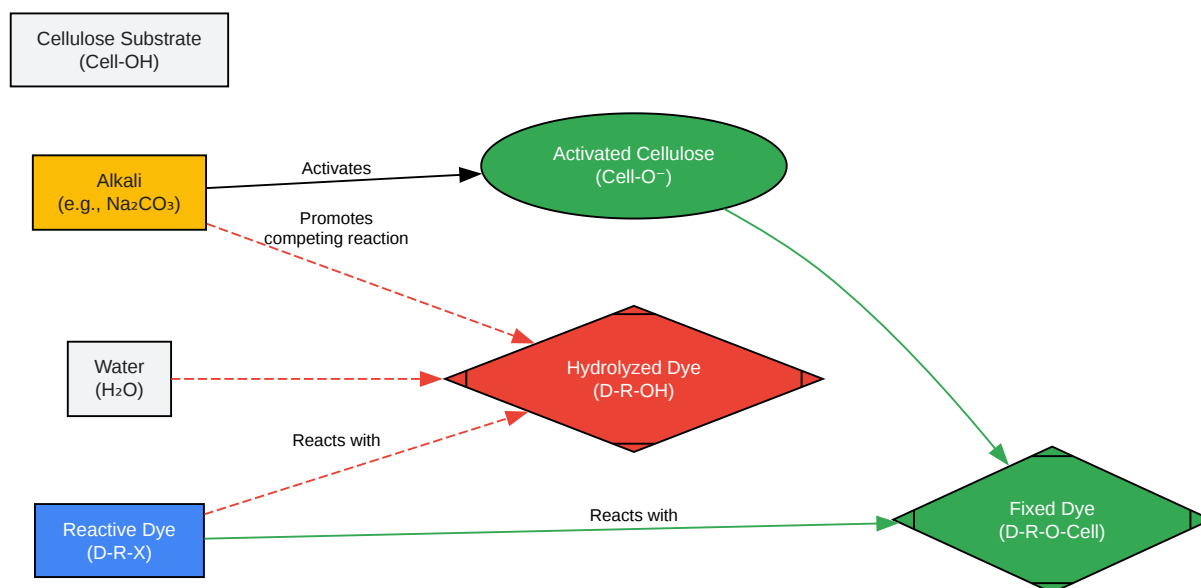 Cellulose Substrate
(Cell-OH)
Activated Cellulose
(Cell-O⁻)
Alkali
(e.g., Na₂CO₃)
Activates
Promotes
competing reaction
Water
(H₂O)
Hydrolyzed Dye
(D-R-OH)
Reacts with
Reactive Dye
(D-R-X)
Reacts with
Fixed Dye
(D-R-O-Cell)